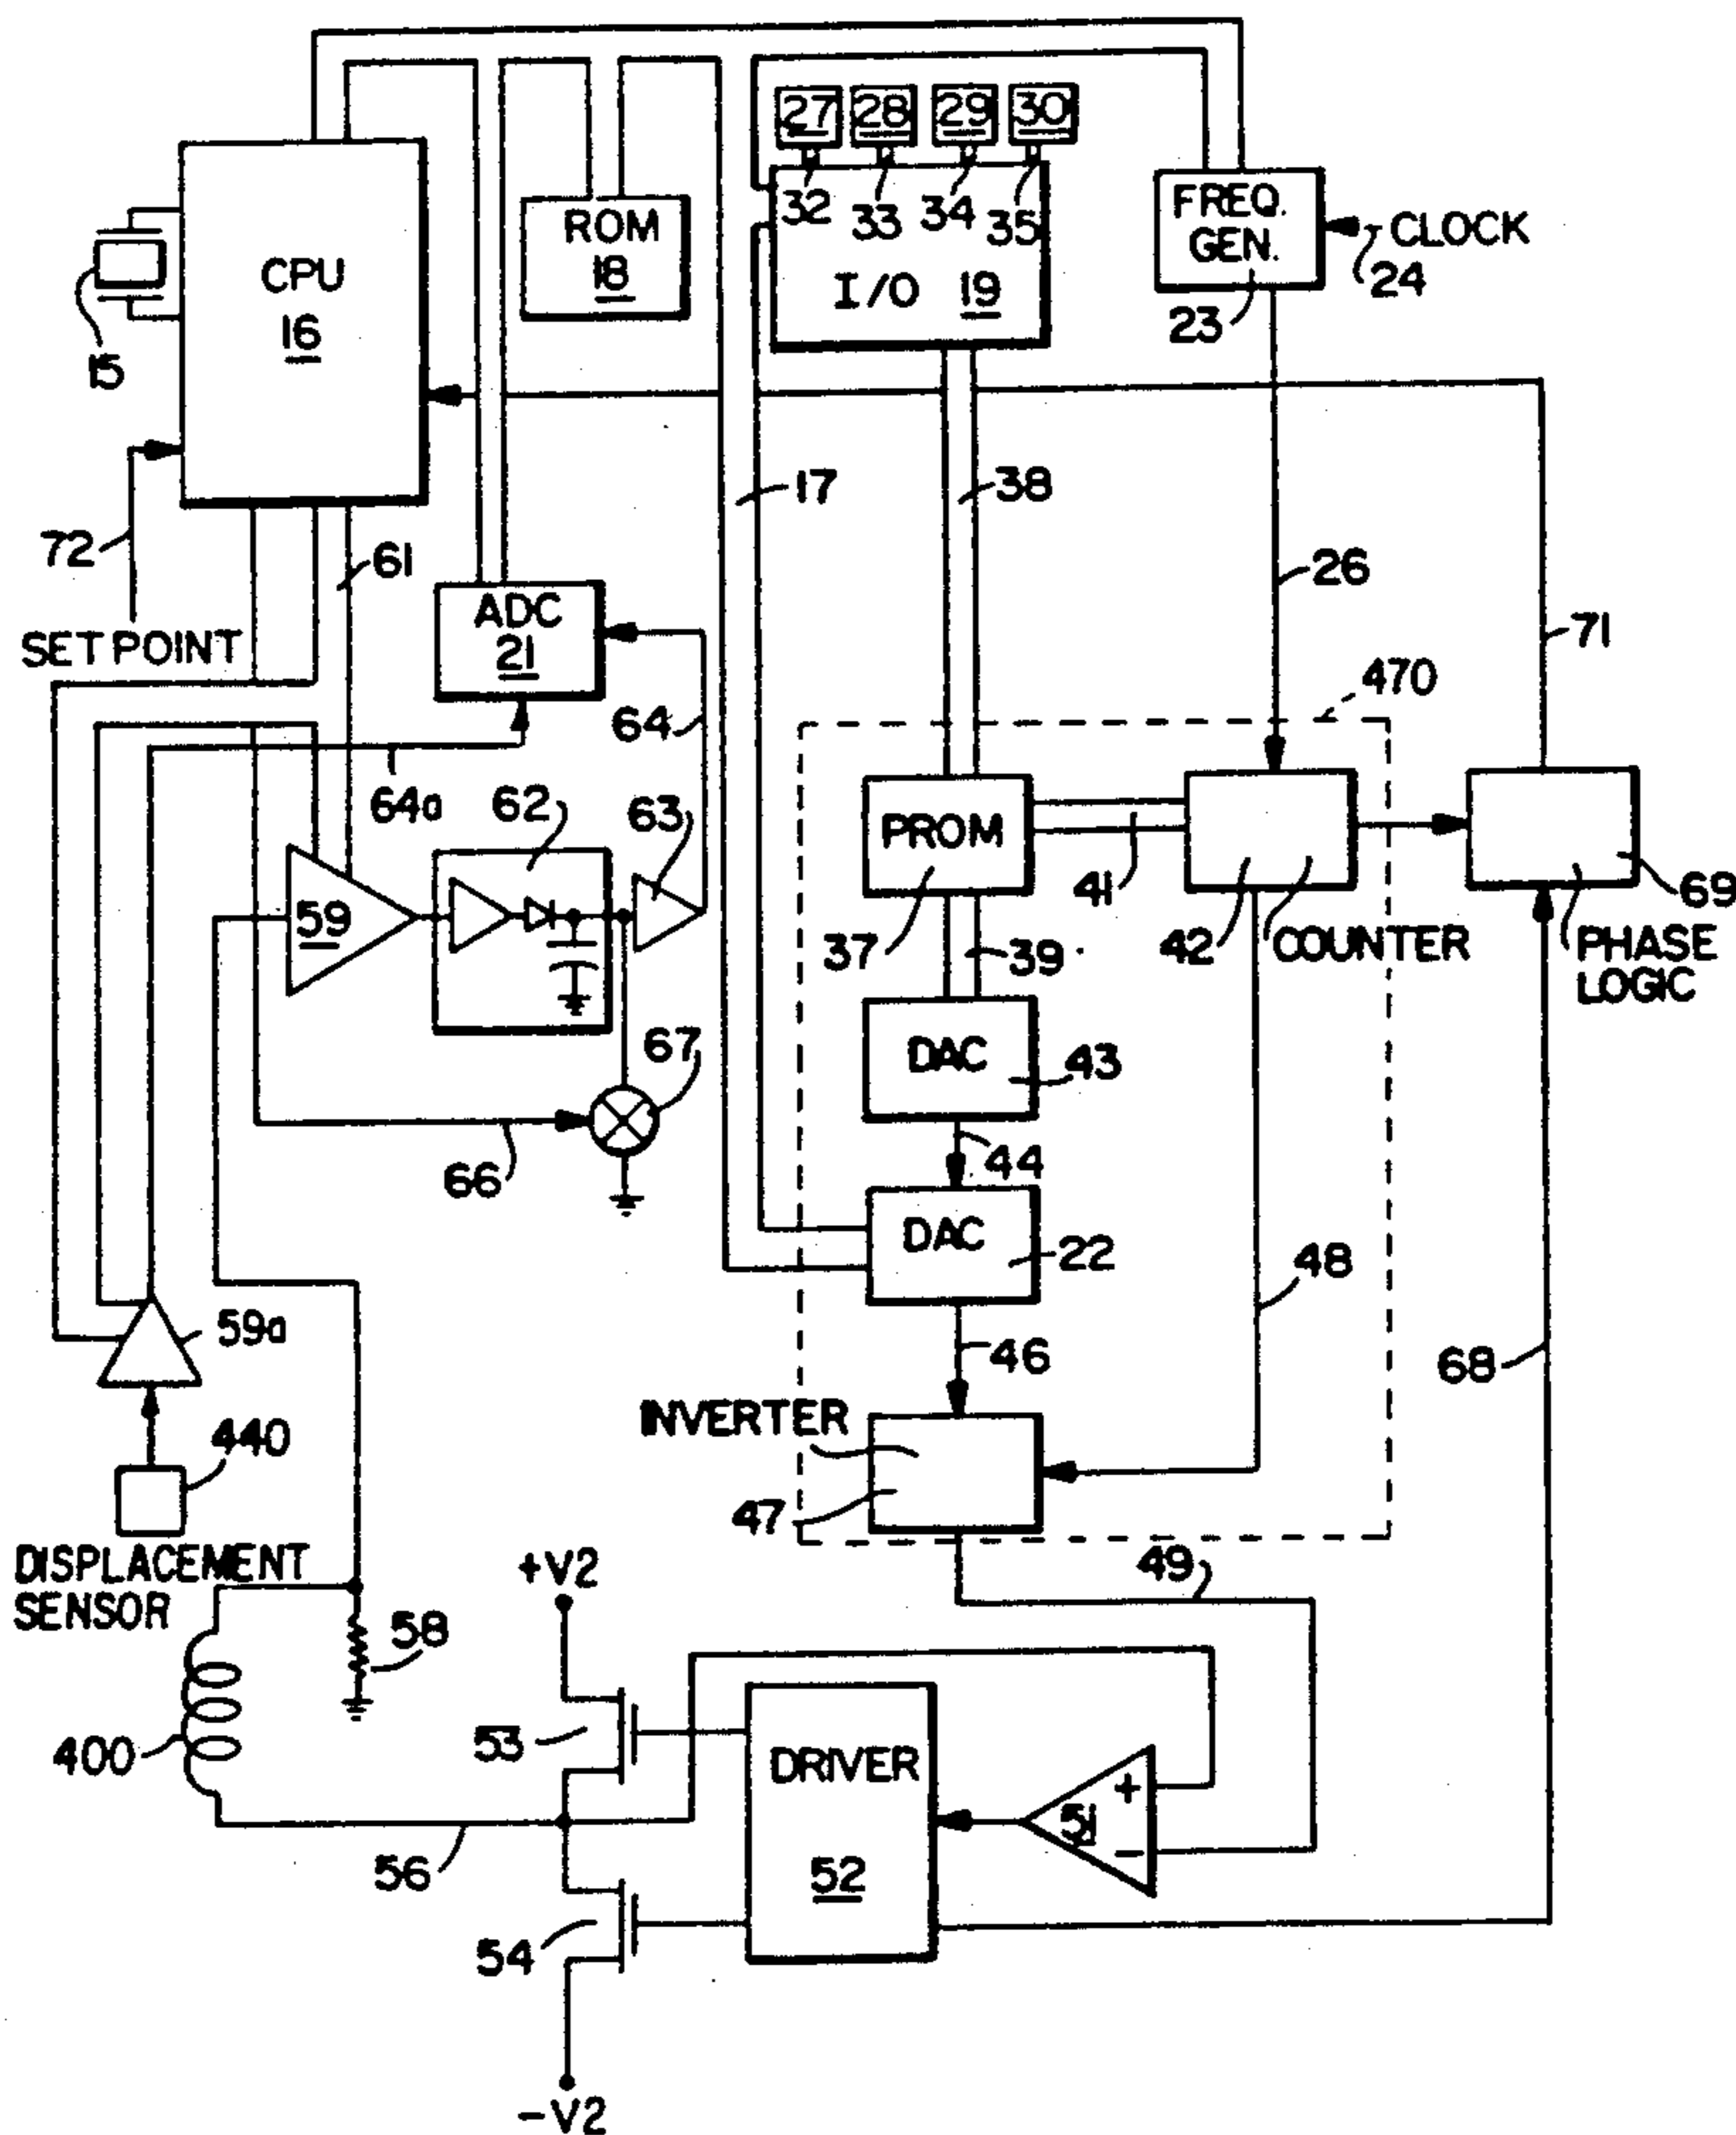 27 28 29 30
32 33 34 35
FREQ.
GEN.
CLOCK
24
23
ROM
18
I/O 19
CPU
16
15
17
38
72
61
26
SET POINT
ADC
21
71
64
470
64a
62
63
PROM
41
59
37
39
42
COUNTER
69
PHASE
LOGIC
67
DAC
43
66
44
DAC
22
48
59a
46
68
INVERTER
440
47
DISPLACEMENT
SENSOR
+V2
49
58
53
400
DRIVER
+
51
-
56
52
54
-V2